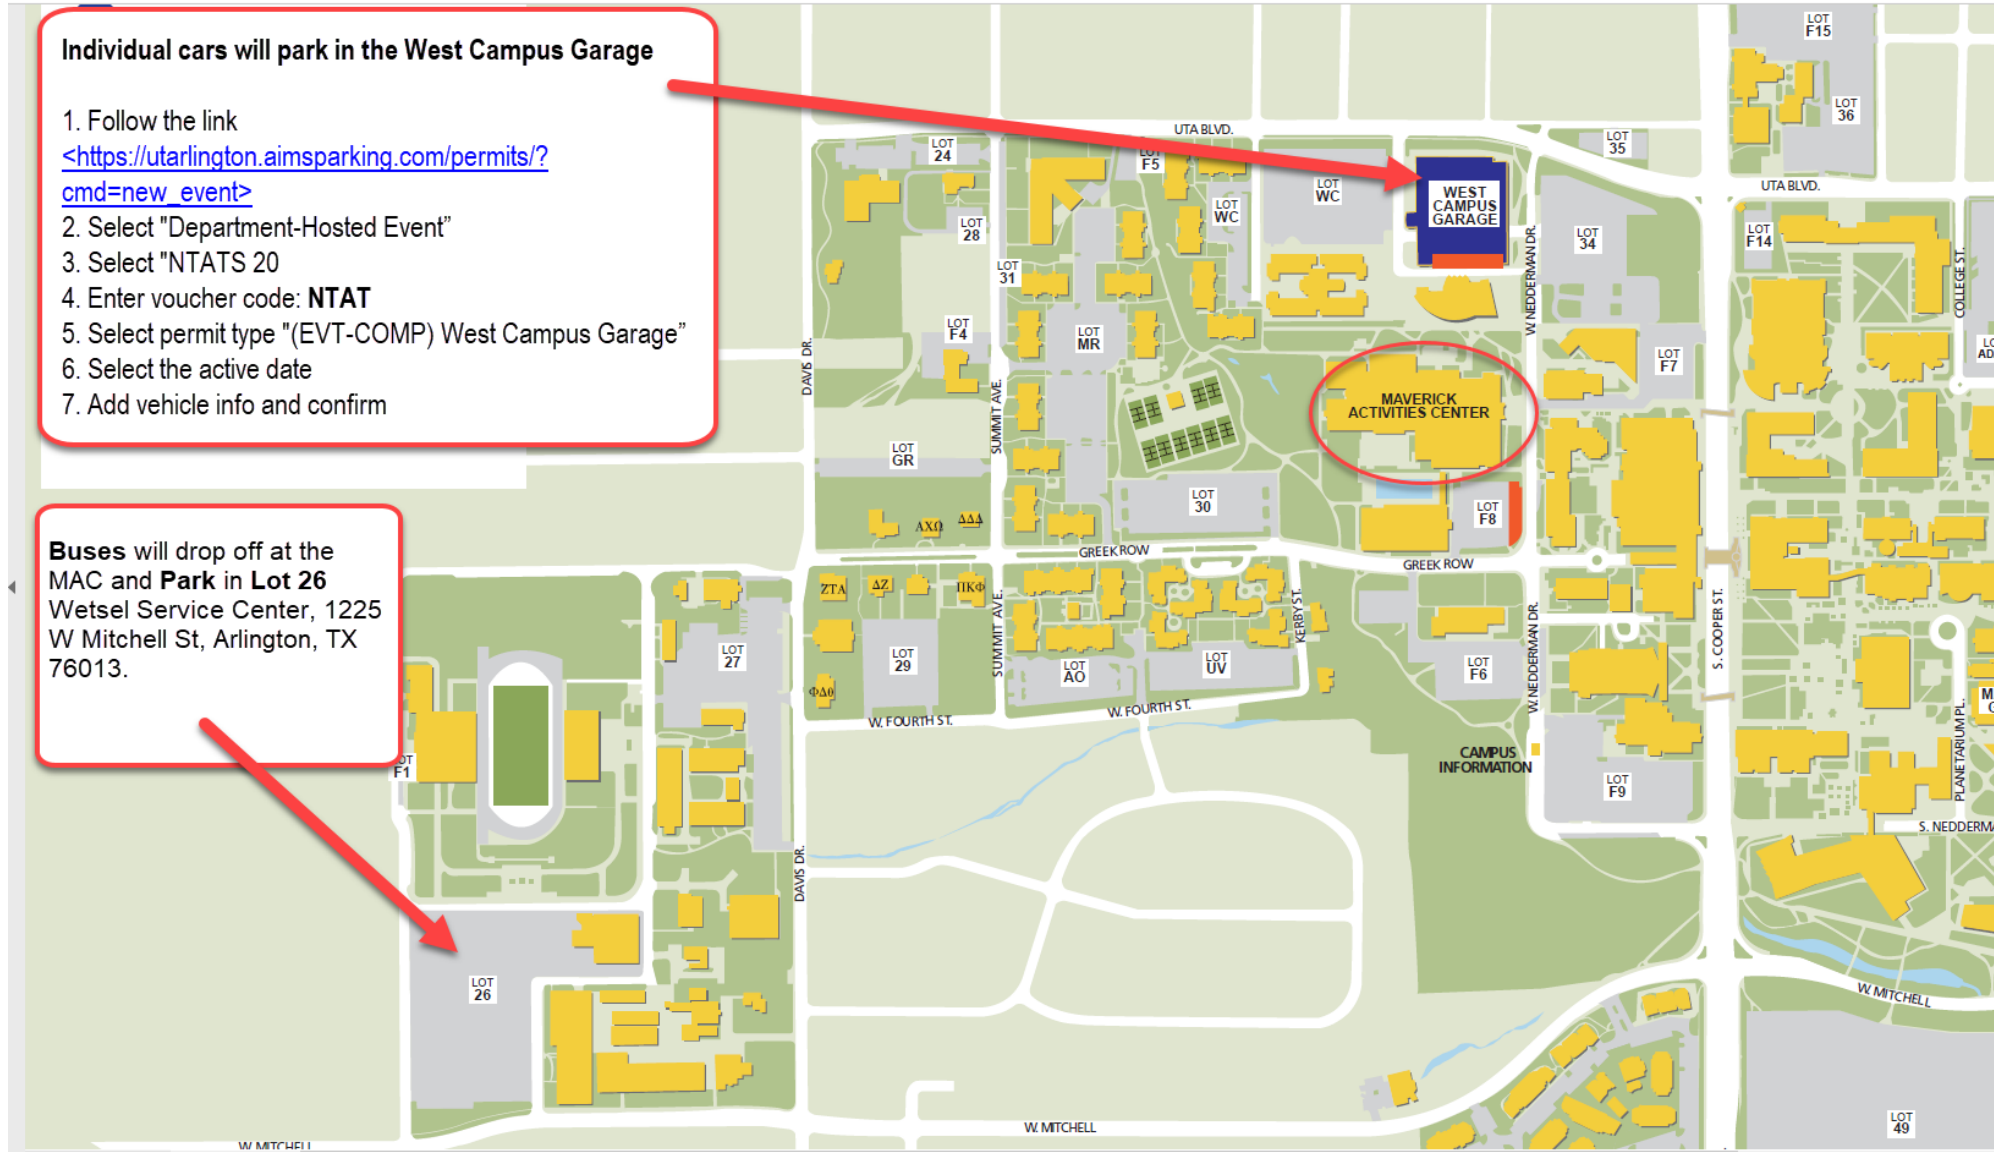 Individual cars will park in the West Campus Garage
1. Follow the link
<https://utarlington.aimsparking.com/permits/?
cmd=new_event>
2. Select "Department-Hosted Event”
3. Select "NTATS 20
4. Enter voucher code: NTAT
5. Select permit type "(EVT-COMP) West Campus Garage”
6. Select the active date
7. Add vehicle info and confirm
Buses will drop off at the
MAC and Park in Lot 26
Wetsel Service Center, 1225
W Mitchell St, Arlington, TX
76013.
LOT
F15
LOT
36
UTA BLVD.
LOT
35
LOT
24
LOT
F5
LOT
WC
WEST
CAMPUS
GARAGE
UTA BLVD.
LOT
28
LOT
WC
LOT
34
LOT
F14
LOT
31
W. NEDDERMAN DR.
COLLEGE ST.
LOT
F4
LOT
MR
LOT
F7
LO
AD
DAVIS DR.
SUMMIT AVE.
MAVERICK
ACTIVITIES CENTER
LOT
GR
LOT
30
LOT
F8
ΑΧΩ
ΔΔΔ
GREEK ROW
GREEK ROW
ΖΤΑ
ΔΖ
ΠΚΦ
SUMMIT AVE.
KERBY ST.
W. NEDDERMAN DR.
S. COOPER ST.
LOT
27
LOT
29
LOT
AO
LOT
UV
LOT
F6
ΦΔθ
W. FOURTH ST.
W. FOURTH ST.
MA
G
PLANETARIUM PL.
OT
F1
CAMPUS
INFORMATION
LOT
F9
S. NEDDERMA
DAVIS DR.
LOT
26
W. MITCHELL
W. MITCHELL
W. MITCHELL
LOT
49